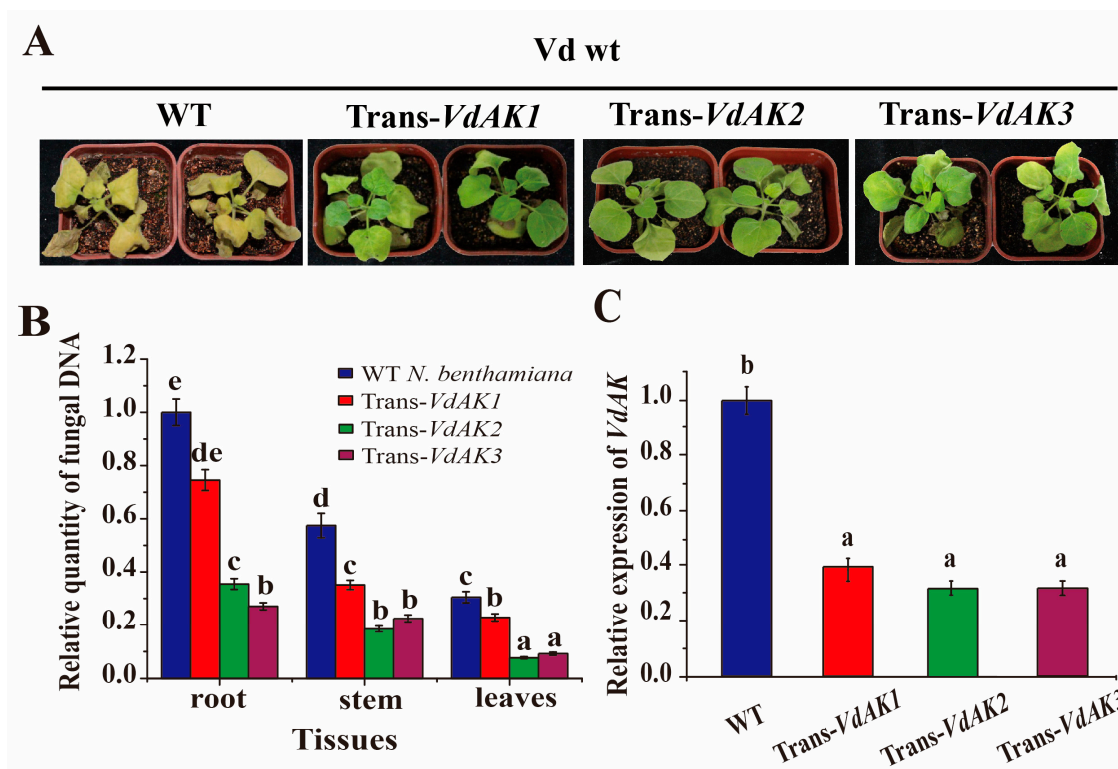 A
Vd wt
WT
Trans-VdAK1
Trans-VdAK2
Trans-VdAK3
B
Relative quantity of fungal DNA
1.2
1.0
0.8
0.6
0.4
0.2
0.0
e
de
c
b
d
c
b
b
c
b
a
a
WT N. benthamiana
Trans-VdAK1
Trans-VdAK2
Trans-VdAK3
root
stem
leaves
Tissues
C
Relative expression of VdAK
1.0
0.8
0.6
0.4
0.2
0.0
b
a
a
a
WT
Trans-VdAK1
Trans-VdAK2
Trans-VdAK3